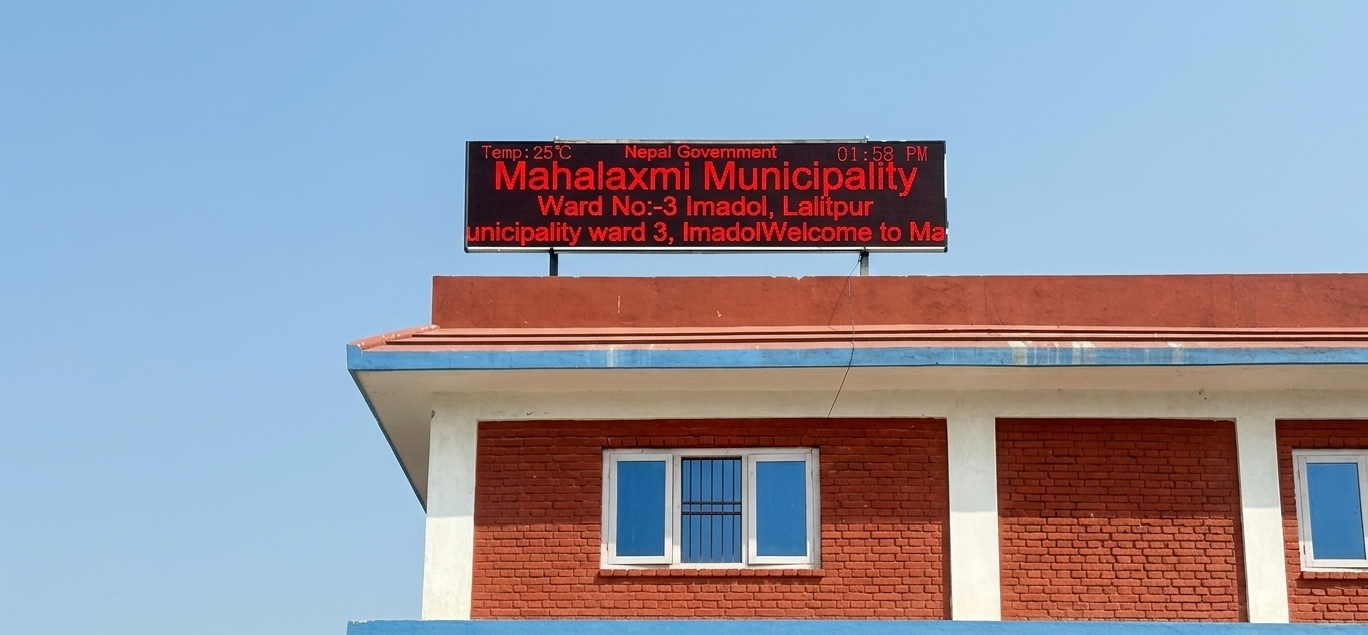 Temp:25°C Nepal Government 01:58 PM
Mahalaxmi Municipality
Ward No:-3 Imadol, Lalitpur
unicipality ward 3, ImadolWelcome to Ma